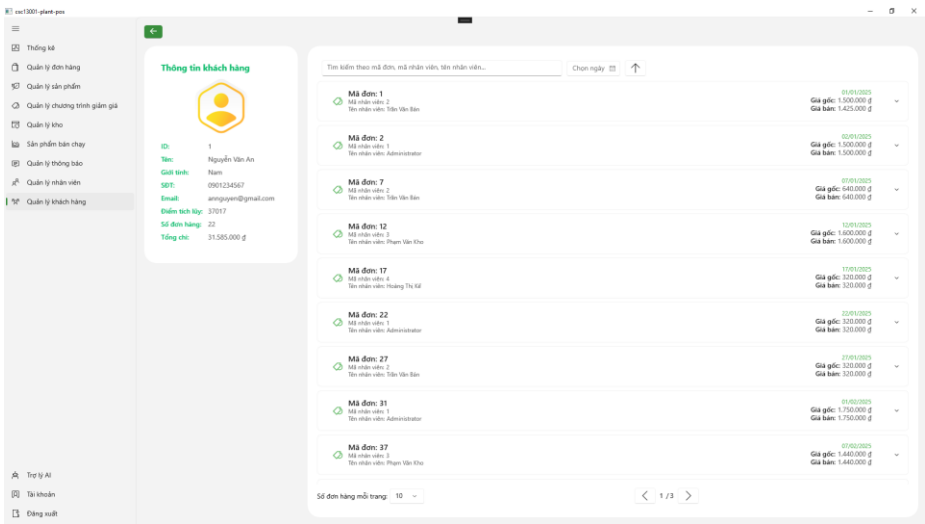 csc13001-plant-pos
Thống kê
Quản lý đơn hàng
Quản lý sản phẩm
Quản lý chương trình giảm giá
Quản lý kho
Sản phẩm bán chạy
Quản lý thông báo
Quản lý nhân viên
Quản lý khách hàng
Trợ lý AI
Tài khoản
Đăng xuất
Thông tin khách hàng
ID: 1
Tên: Nguyễn Văn An
Giới tính: Nam
SĐT: 0901234567
Email: annguyen@gmail.com
Điểm tích lũy: 37017
Số đơn hàng: 22
Tổng chi: 31.585.000 ₫
Tìm kiếm theo mã đơn, mã nhân viên, tên nhân viên...
Chọn ngày
Mã đơn: 1
Mã nhân viên: 2
Tên nhân viên: Trần Văn Bán
01/01/2025
Giá gốc: 1.500.000 ₫
Giá bán: 1.425.000 ₫
Mã đơn: 2
Mã nhân viên: 1
Tên nhân viên: Administrator
02/01/2025
Giá gốc: 1.500.000 ₫
Giá bán: 1.500.000 ₫
Mã đơn: 7
Mã nhân viên: 2
Tên nhân viên: Trần Văn Bán
07/01/2025
Giá gốc: 640.000 ₫
Giá bán: 640.000 ₫
Mã đơn: 12
Mã nhân viên: 3
Tên nhân viên: Phạm Văn Kho
12/01/2025
Giá gốc: 1.600.000 ₫
Giá bán: 1.600.000 ₫
Mã đơn: 17
Mã nhân viên: 4
Tên nhân viên: Hoàng Thị Kế
17/01/2025
Giá gốc: 320.000 ₫
Giá bán: 320.000 ₫
Mã đơn: 22
Mã nhân viên: 1
Tên nhân viên: Administrator
22/01/2025
Giá gốc: 320.000 ₫
Giá bán: 320.000 ₫
Mã đơn: 27
Mã nhân viên: 2
Tên nhân viên: Trần Văn Bán
27/01/2025
Giá gốc: 320.000 ₫
Giá bán: 320.000 ₫
Mã đơn: 31
Mã nhân viên: 1
Tên nhân viên: Administrator
01/02/2025
Giá gốc: 1.750.000 ₫
Giá bán: 1.750.000 ₫
Mã đơn: 37
Mã nhân viên: 3
Tên nhân viên: Phạm Văn Kho
07/02/2025
Giá gốc: 1.440.000 ₫
Giá bán: 1.440.000 ₫
Số đơn hàng mỗi trang: 10
1 / 3